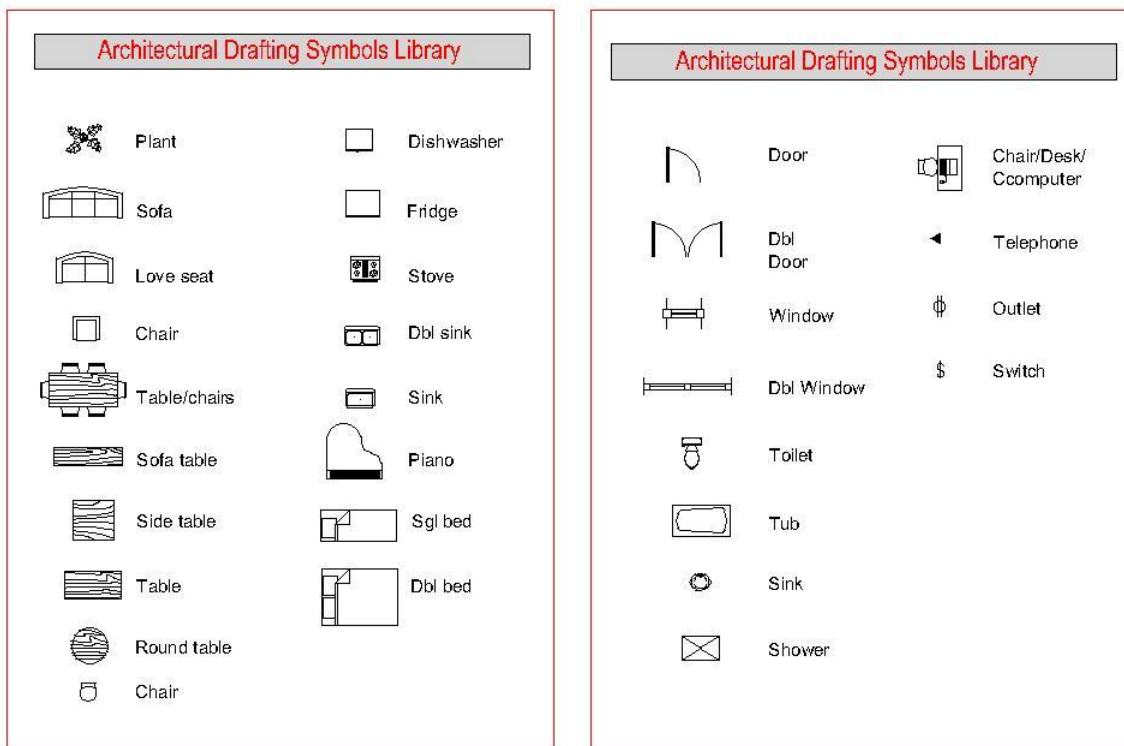 Architectural Drafting Symbols Library
Plant
Sofa
Love seat
Chair
Table/chairs
Sofa table
Side table
Table
Round table
Chair
Dishwasher
Fridge
Stove
Dbl sink
Sink
Piano
Sgl bed
Dbl bed
Architectural Drafting Symbols Library
Door
Dbl
Door
Window
Dbl Window
Toilet
Tub
Sink
Shower
Chair/Desk/
Ccomputer
Telephone
Outlet
$ Switch